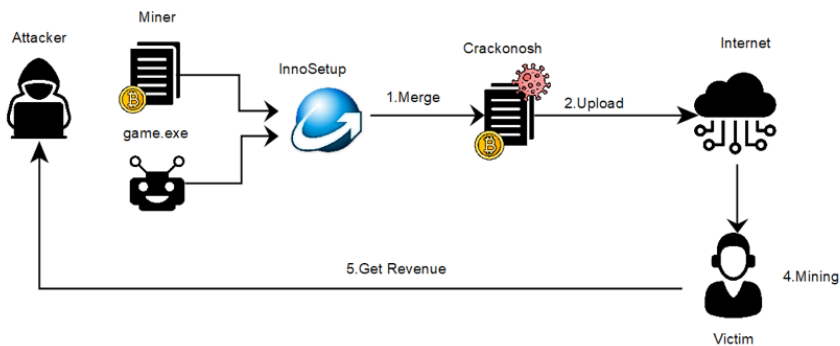 Miner
Attacker
Crackonosh
Internet
InnoSetup
1.Merge
2.Upload
game.exe
5.Get Revenue
4.Mining
Victim